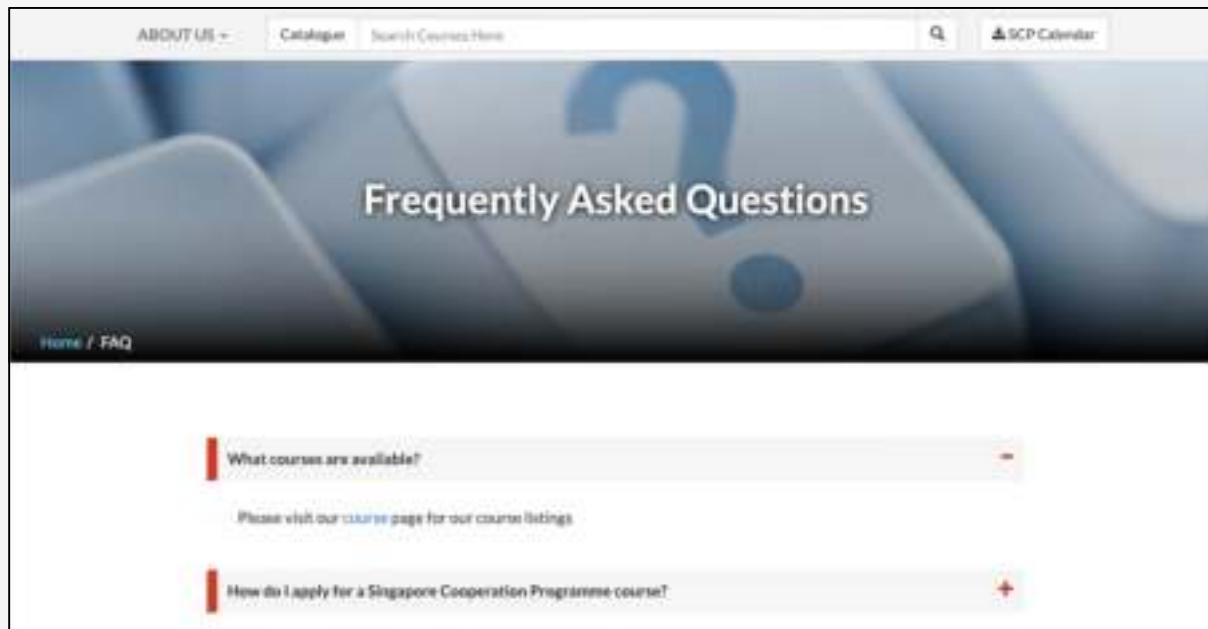 ABOUT US
Catalogue
Search Courses Here
SCP Calendar
Frequently Asked Questions
Home / FAQ
What courses are available?
Please visit our course page for our course listings
How do I apply for a Singapore Cooperation Programme course?